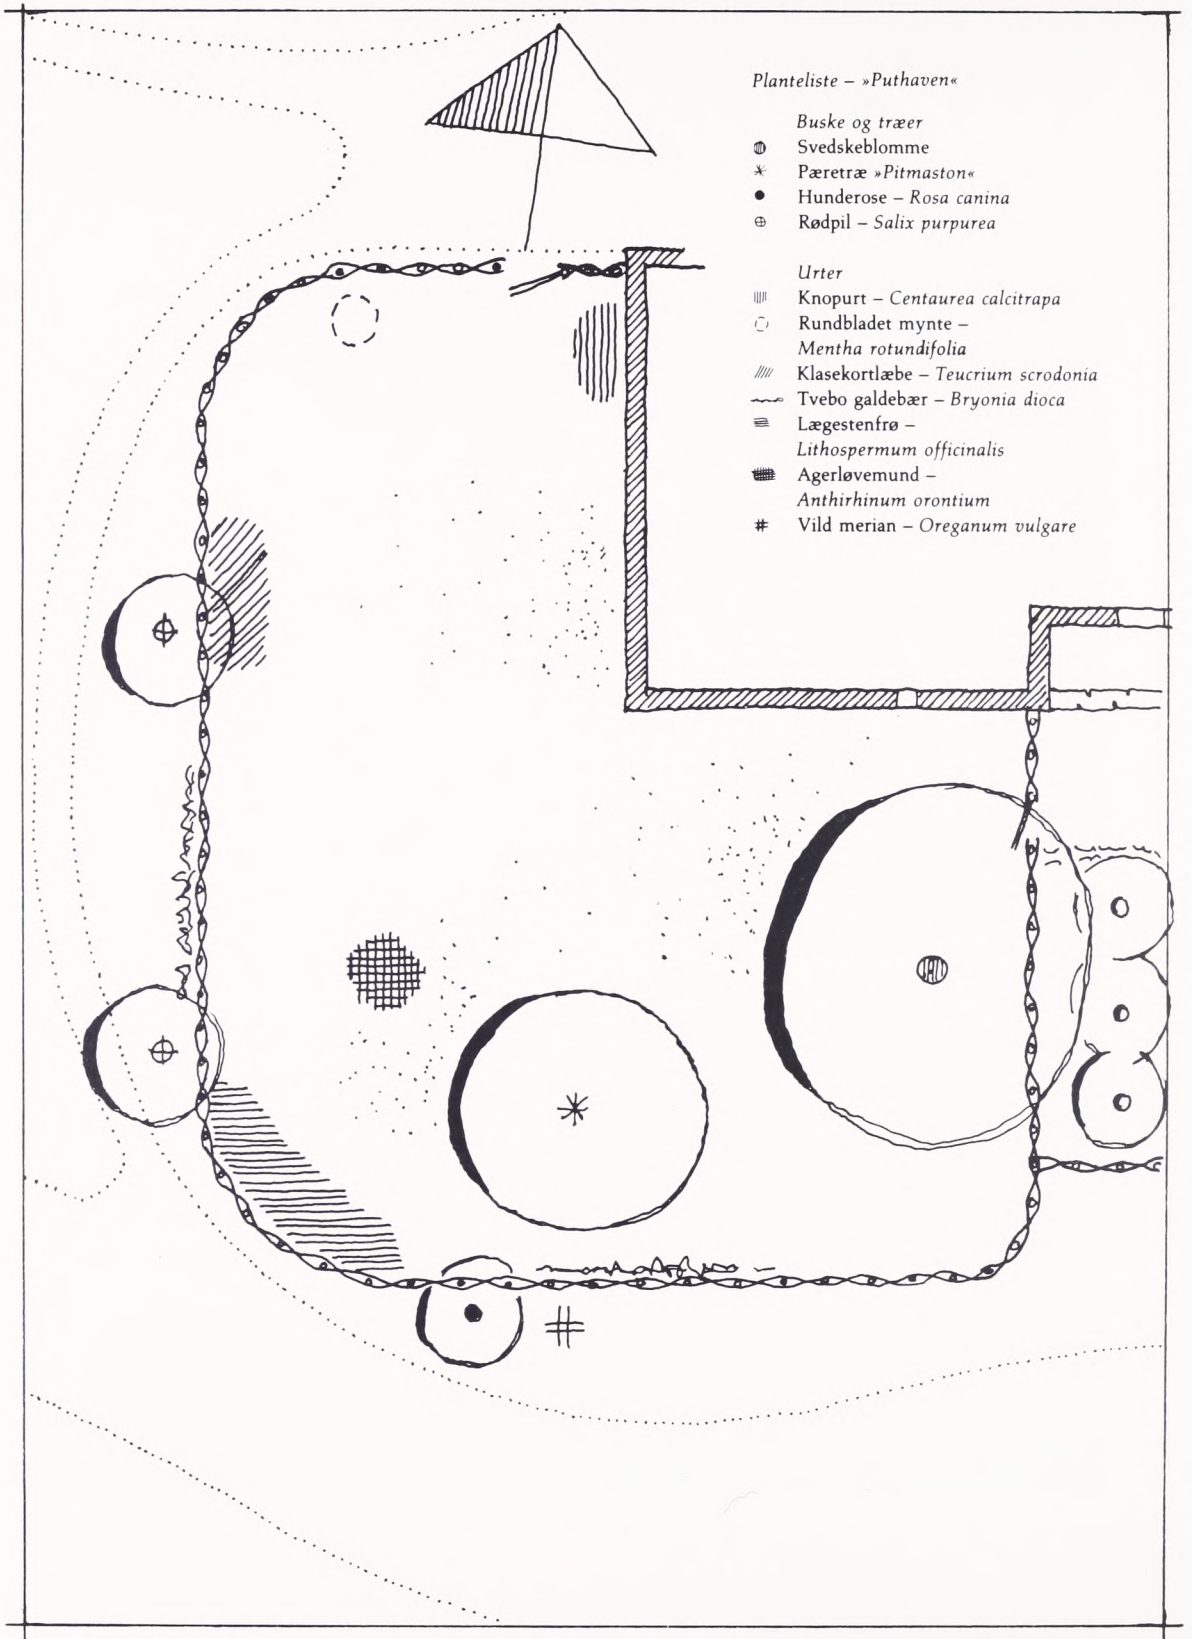 Planteliste – »Puthaven«
Buske og træer
Svedskeblomme
Pæretræ »Pitmaston«
Hunderose – Rosa canina
Rødpil – Salix purpurea
Urter
Knopurt – Centaurea calcitrapa
Rundbladet mynte –
Mentha rotundifolia
Klasekortlæbe – Teucrium scrodonia
Tvebo galdebær – Bryonia dioca
Lægestenfrø –
Lithospermum officinalis
Agerløvemund –
Anthirhinum orontium
Vild merian – Oreganum vulgare